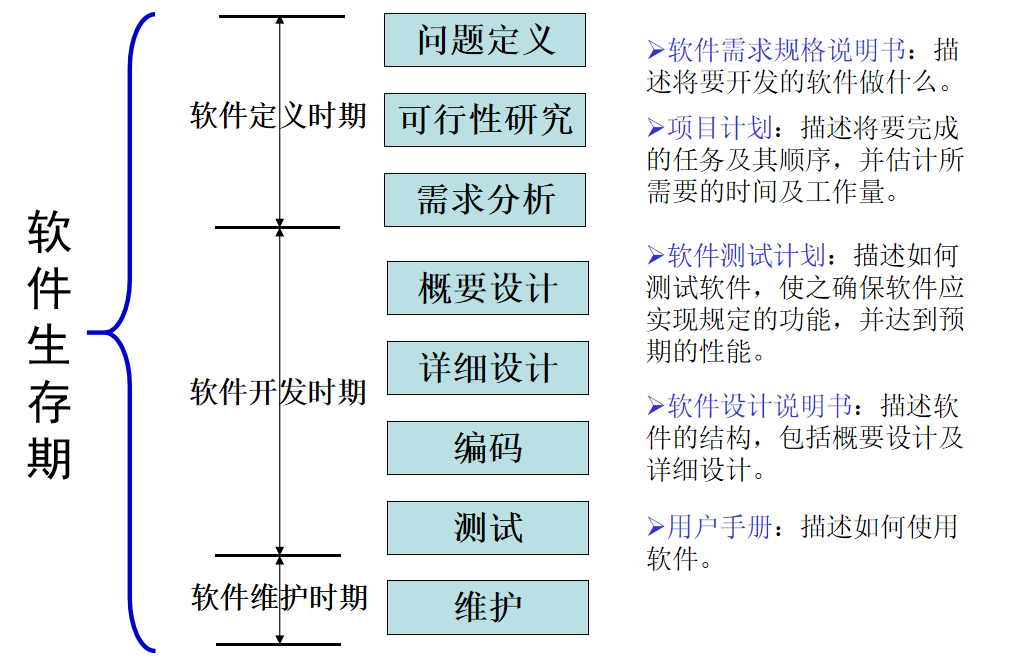 软件生存期
软件定义时期
软件开发时期
软件维护时期
问题定义
可行性研究
需求分析
概要设计
详细设计
编码
测试
维护
➢软件需求规格说明书：描
述将要开发的软件做什么。
➢项目计划：描述将要完成
的任务及其顺序，并估计所
需要的时间及工作量。
➢软件测试计划：描述如何
测试软件，使之确保软件应
实现规定的功能，并达到预
期的性能。
➢软件设计说明书：描述软
件的结构，包括概要设计及
详细设计。
➢用户手册：描述如何使用
软件。